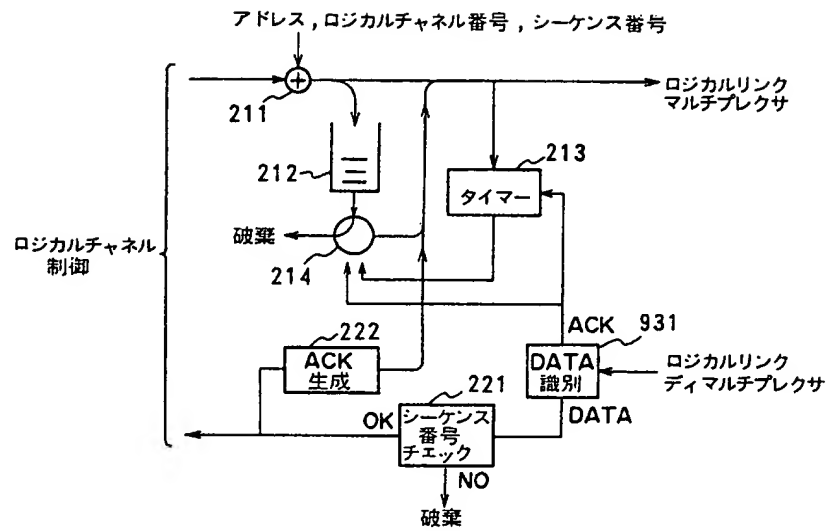 アドレス,ロジカルチャネル番号,シーケンス番号
211
ロジカルリンク
マルチプレクサ
212
213
タイマー
破棄
214
ロジカルチャネル
制御
222
ACK
生成
ACK
931
DATA
識別
ロジカルリンク
ディマルチプレクサ
221
OK
シーケンス
番号
チェック
DATA
NO
破棄